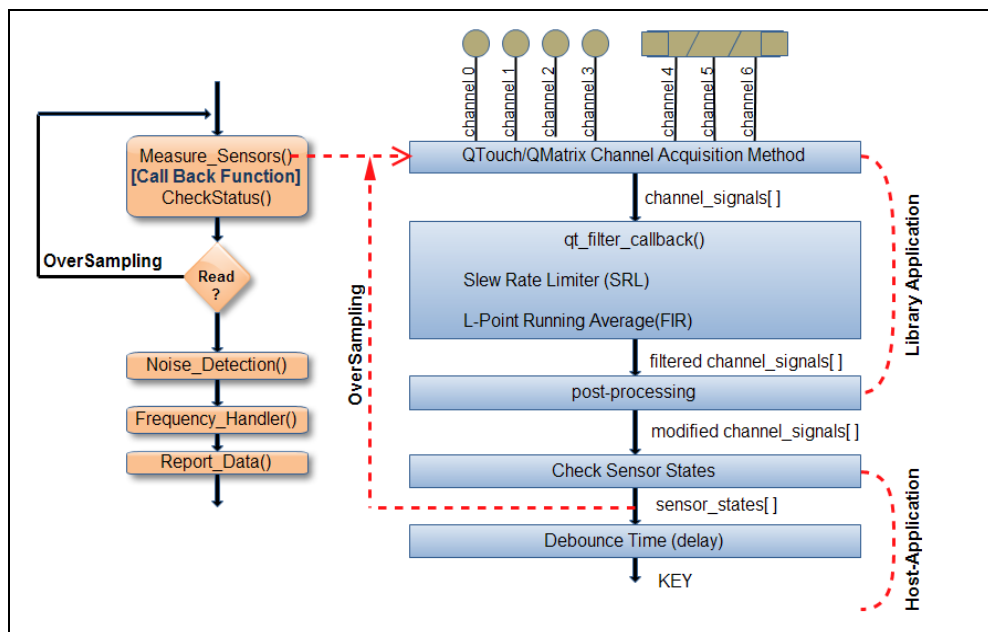 channel 0
channel 1
channel 2
channel 3
channel 4
channel 5
channel 6
Measure_Sensors()
[Call Back Function]
CheckStatus()
OverSampling
Read
?
Noise_Detection()
Frequency_Handler()
Report_Data()
QTouch/QMatrix Channel Acquisition Method
channel_signals[ ]
qt_filter_callback()
Slew Rate Limiter (SRL)
L-Point Running Average(FIR)
filtered channel_signals[ ]
post-processing
modified channel_signals[ ]
Check Sensor States
sensor_states[ ]
Debounce Time (delay)
KEY
OverSampling
Library Application
Host-Application